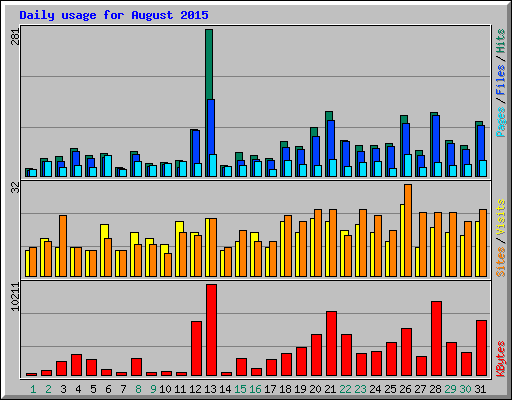 Daily usage for August 2015
281
Pages / Files / Hits
32
Sites / Visits
10211
KBytes
1 2 3 4 5 6 7 8 9 10 11 12 13 14 15 16 17 18 19 20 21 22 23 24 25 26 27 28 29 30 31